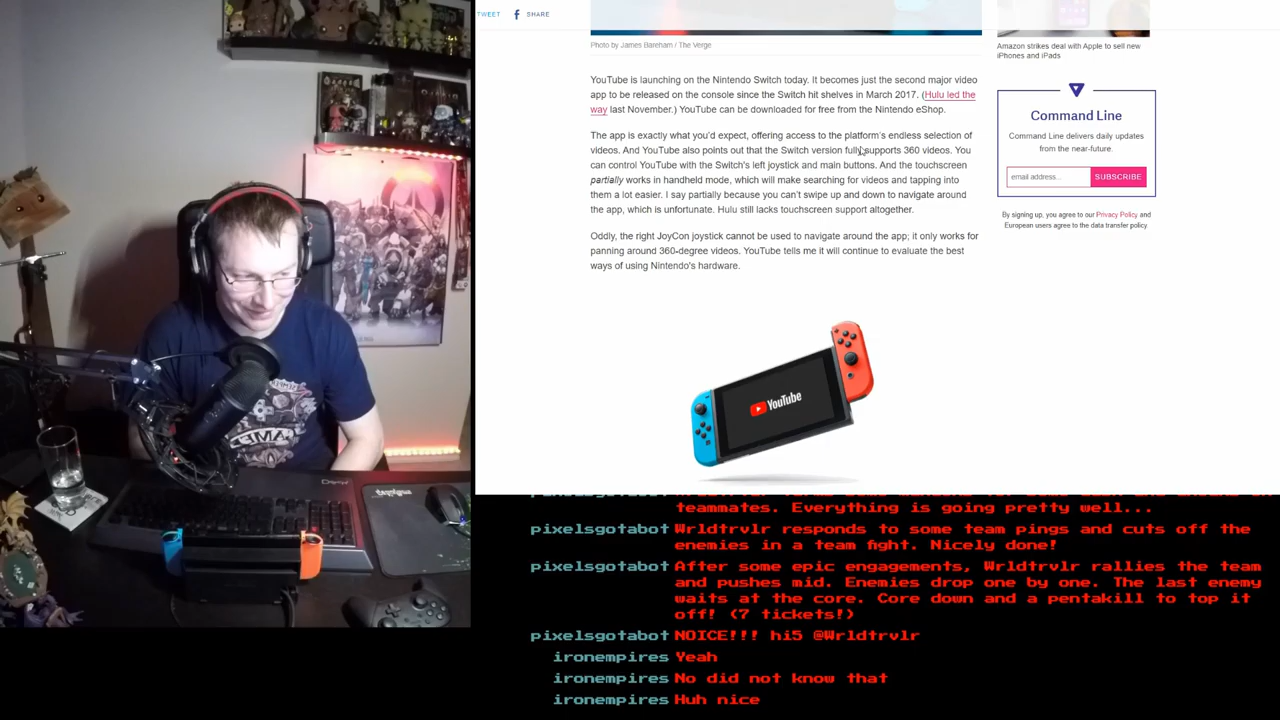 TWEET
SHARE
Photo by James Bareham / The Verge
YouTube is launching on the Nintendo Switch today. It becomes just the second major video
app to be released on the console since the Switch hit shelves in March 2017. (Hulu led the
way last November.) YouTube can be downloaded for free from the Nintendo eShop.
The app is exactly what you'd expect, offering access to the platform's endless selection of
videos. And YouTube also points out that the Switch version fully supports 360 videos. You
can control YouTube with the Switch's left joystick and main buttons. And the touchscreen
partially works in handheld mode, which will make searching for videos and tapping into
them a lot easier. I say partially because you can't swipe up and down to navigate around
the app, which is unfortunate. Hulu still lacks touchscreen support altogether.
Oddly, the right JoyCon joystick cannot be used to navigate around the app; it only works for
panning around 360-degree videos. YouTube tells me it will continue to evaluate the best
ways of using Nintendo's hardware.
YouTube
Amazon strikes deal with Apple to sell new
iPhones and iPads
Command Line
Command Line delivers daily updates
from the near-future.
email address...
SUBSCRIBE
By signing up, you agree to our Privacy Policy and
European users agree to the data transfer policy
teammates. Everything is going pretty well...
pixelsgotabot Wrldtrvlr responds to some team pings and cuts off the
enemies in a team fight. Nicely done!
pixelsgotabot After some epic engagements, Wrldtrvlr rallies the team
and pushes mid. Enemies drop one by one. The last enemy
waits at the core. Core down and a pentakill to top it
off! (7 tickets!)
pixelsgotabot NOICE!!! hi5 @Wrldtrvlr
ironempires Yeah
ironempires No did not know that
ironempires Huh nice